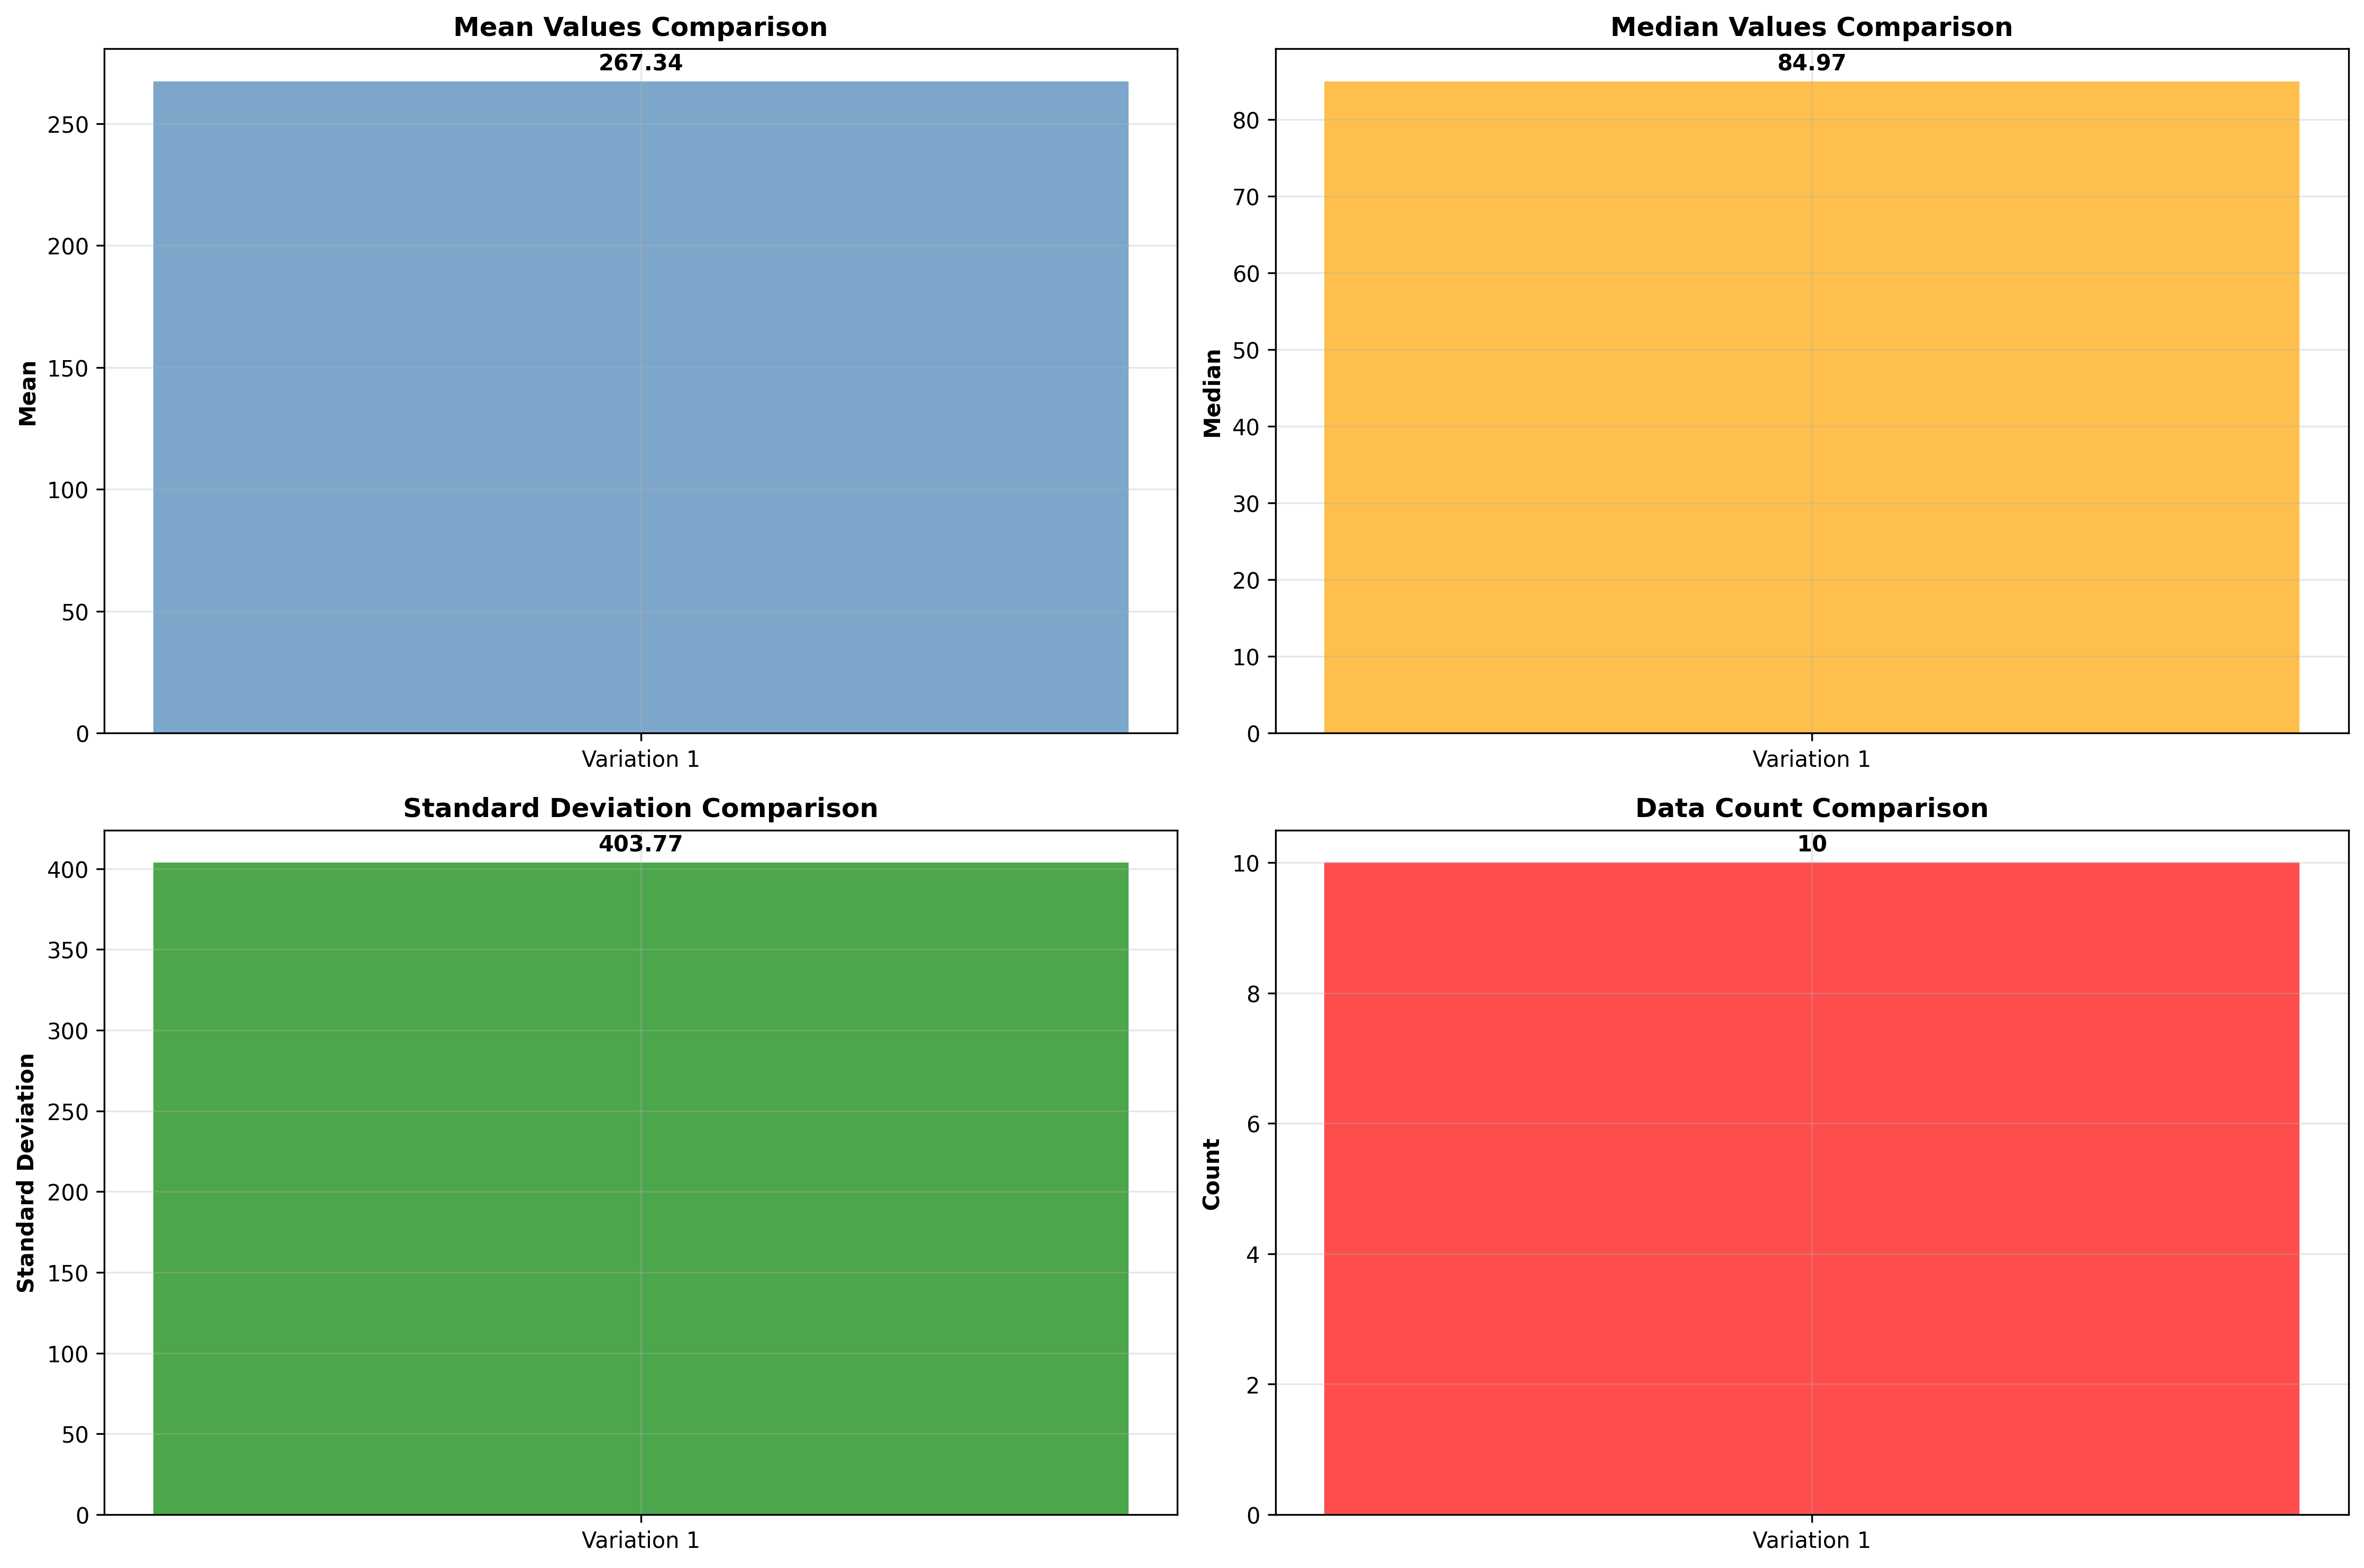 Mean Values Comparison
267.34
250
200
150
100
50
0
Mean
Variation 1
Median Values Comparison
84.97
80
70
60
50
40
30
20
10
0
Median
Variation 1
Standard Deviation Comparison
403.77
400
350
300
250
200
150
100
50
0
Standard Deviation
Variation 1
Data Count Comparison
10
10
8
6
4
2
0
Count
Variation 1